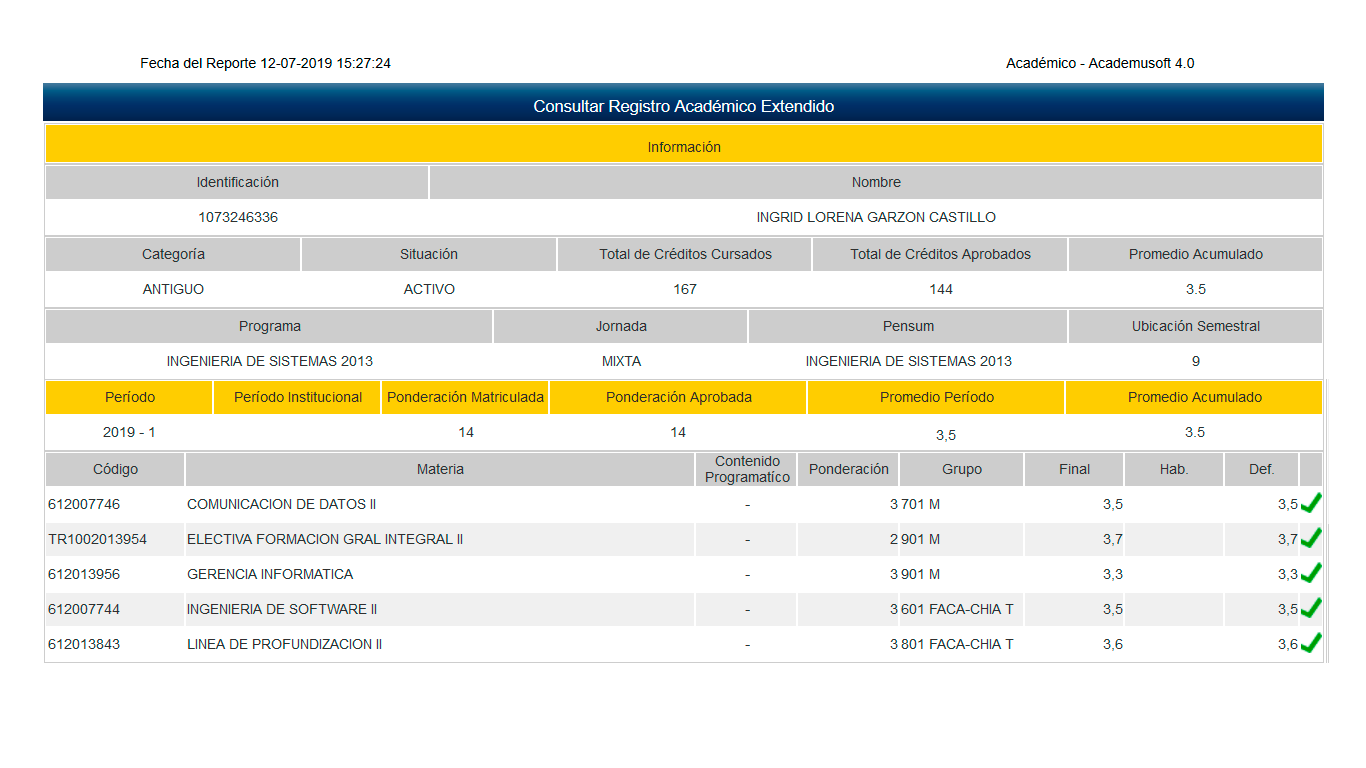 Fecha del Reporte 12-07-2019 15:27:24 Académico - Academusoft 4.0
Consultar Registro Académico Extendido
Información
Identificación Nombre
1073246336 INGRID LORENA GARZON CASTILLO
Categoría Situación Total de Créditos Cursados Total de Créditos Aprobados Promedio Acumulado
ANTIGUO ACTIVO 167 144 3.5
Programa Jornada Pensum Ubicación Semestral
INGENIERIA DE SISTEMAS 2013 MIXTA INGENIERIA DE SISTEMAS 2013 9
Período Período Institucional Ponderación Matriculada Ponderación Aprobada Promedio Período Promedio Acumulado
2019 - 1 14 14 3,5 3.5
Código Materia Contenido Programatíco Ponderación Grupo Final Hab. Def.
612007746 COMUNICACION DE DATOS II - 3 701 M 3,5 3,5
TR1002013954 ELECTIVA FORMACION GRAL INTEGRAL II - 2 901 M 3,7 3,7
612013956 GERENCIA INFORMATICA - 3 901 M 3,3 3,3
612007744 INGENIERIA DE SOFTWARE II - 3 601 FACA-CHIA T 3,5 3,5
612013843 LINEA DE PROFUNDIZACION II - 3 801 FACA-CHIA T 3,6 3,6